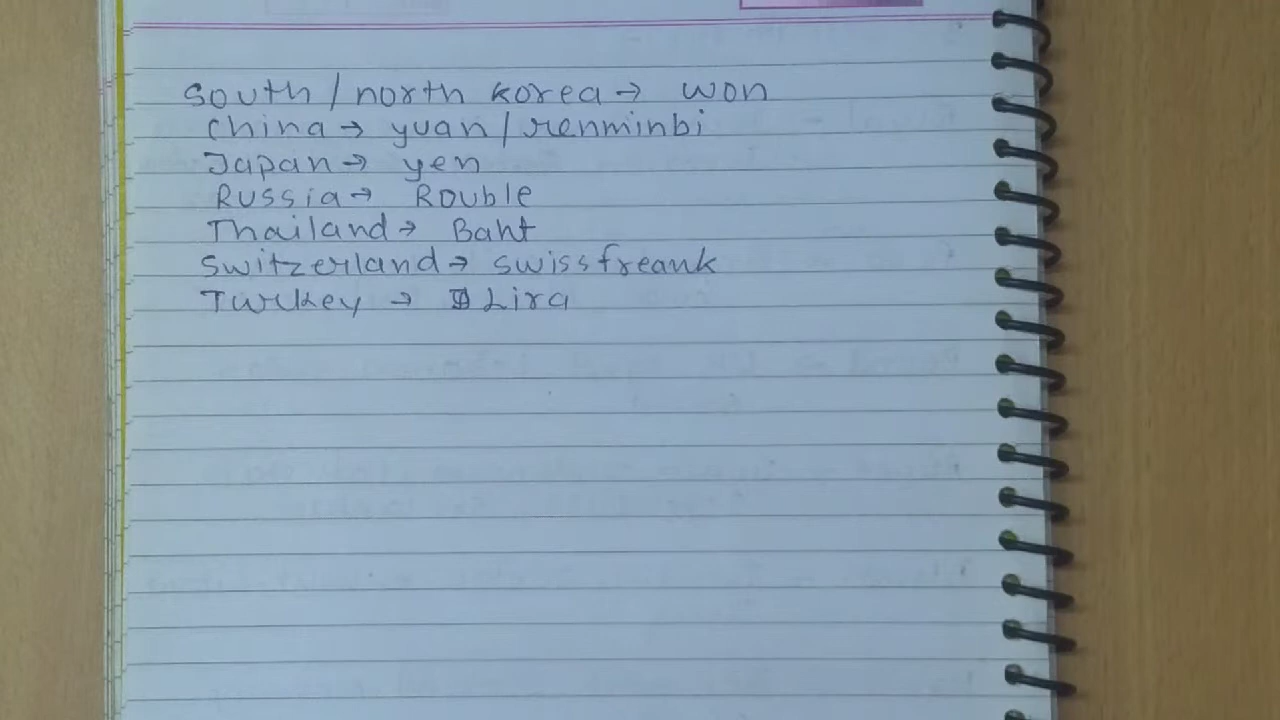 South/north korea → won
China → yuan/renminbi
Japan → yen
Russia → Rouble
Thailand → Baht
Switzerland → swissfreank
Turkey → Lira